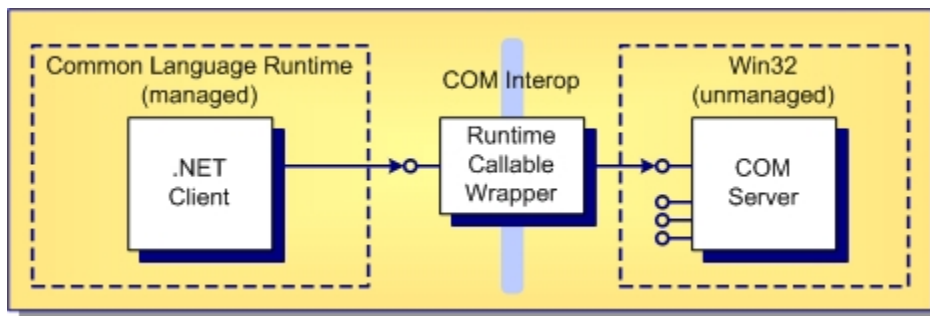 Common Language Runtime
(managed)
.NET
Client
COM Interop
Runtime
Callable
Wrapper
Win32
(unmanaged)
COM
Server